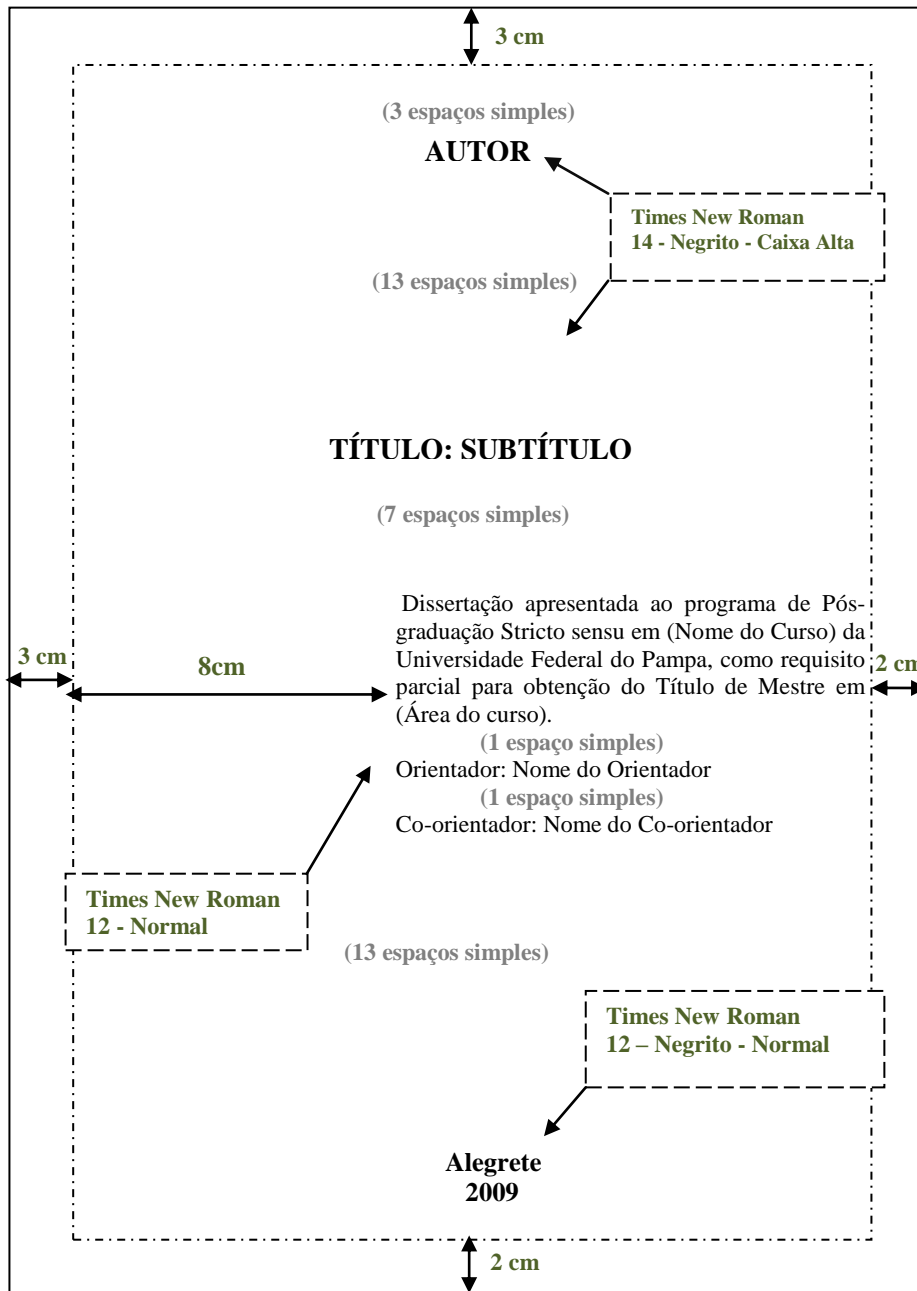 3 cm
(3 espaços simples)
AUTOR
Times New Roman
14 - Negrito - Caixa Alta
(13 espaços simples)
TÍTULO: SUBTÍTULO
(7 espaços simples)
Dissertação apresentada ao programa de Pós-
graduação Stricto sensu em (Nome do Curso) da
Universidade Federal do Pampa, como requisito
parcial para obtenção do Título de Mestre em
(Área do curso).
3 cm
8cm
2 cm
(1 espaço simples)
Orientador: Nome do Orientador
(1 espaço simples)
Co-orientador: Nome do Co-orientador
Times New Roman
12 - Normal
(13 espaços simples)
Times New Roman
12 – Negrito - Normal
Alegrete
2009
2 cm